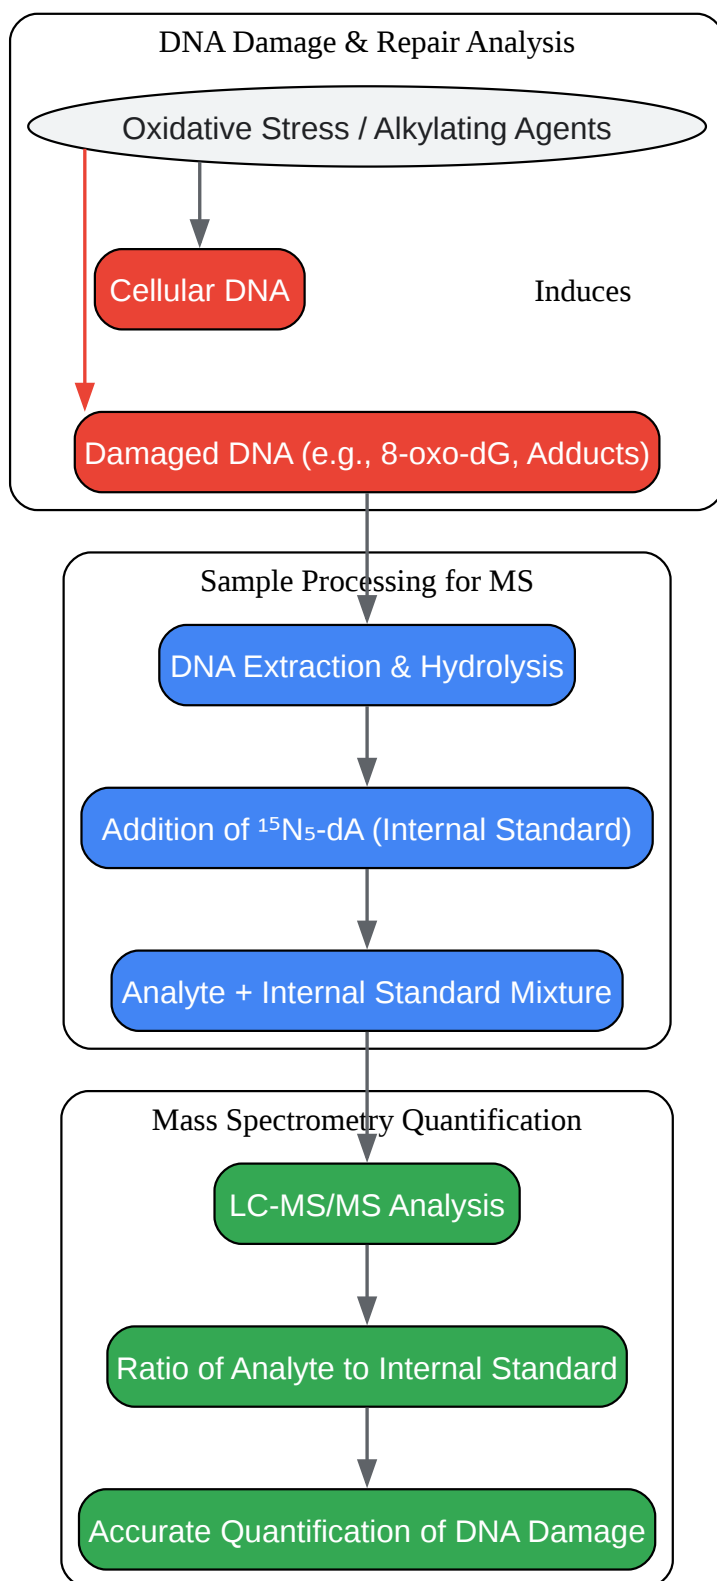 DNA Damage & Repair Analysis
Oxidative Stress / Alkylating Agents
Cellular DNA
Induces
Damaged DNA (e.g., 8-oxo-dG, Adducts)
Sample Processing for MS
DNA Extraction & Hydrolysis
Addition of ¹⁵N₅-dA (Internal Standard)
Analyte + Internal Standard Mixture
Mass Spectrometry Quantification
LC-MS/MS Analysis
Ratio of Analyte to Internal Standard
Accurate Quantification of DNA Damage